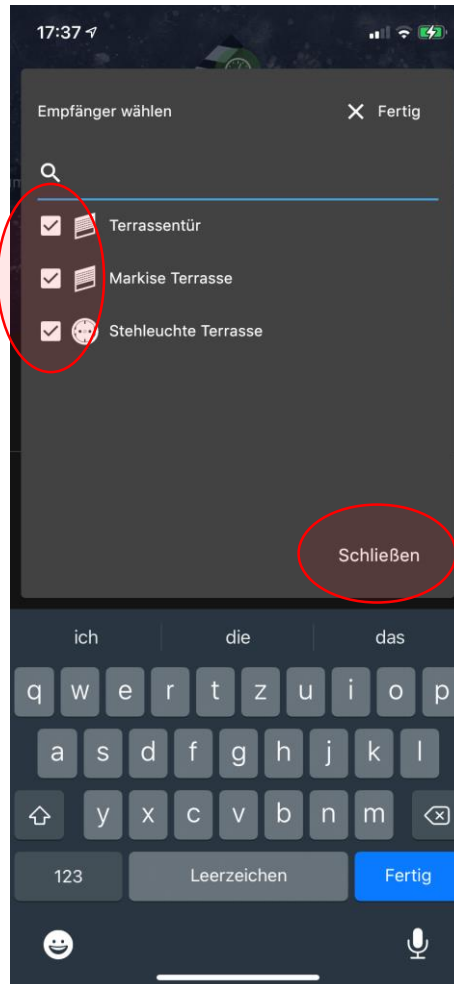 17:37
Empfänger wählen
Fertig
Terrassentür
Markise Terrasse
Stehleuchte Terrasse
Schließen
ich die das
q w e r t z u i o p
a s d f g h j k l
y x c v b n m
123 Leerzeichen Fertig